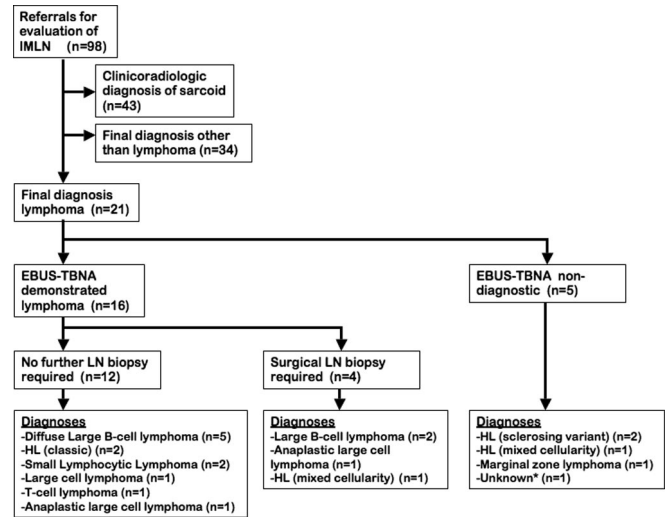 Referrals for
evaluation of
IMLN (n=98)
Clinicoradiologic
diagnosis of sarcoid
(n=43)
Final diagnosis other
than lymphoma (n=34)
Final diagnosis
lymphoma (n=21)
EBUS-TBNA
demonstrated
lymphoma
(n=16)
EBUS-TBNA non-
diagnostic (n=5)
No further LN biopsy
required (n=12)
Surgical LN biopsy
required (n=4)
Diagnoses
-Diffuse Large B-cell lymphoma (n=5)
-HL (classic) (n=2)
-Small Lymphocytic Lymphoma (n=2)
-Large cell lymphoma (n=1)
-T-cell lymphoma (n=1)
-Anaplastic large cell lymphoma (n=1)
Diagnoses
-Large B-cell lymphoma (n=2)
-Anaplastic large cell
lymphoma (n=1)
-HL (mixed cellularity) (n=1)
Diagnoses
-HL (sclerosing variant) (n=2)
-HL (mixed cellularity) (n=1)
-Marginal zone lymphoma (n=1)
-Unknown* (n=1)